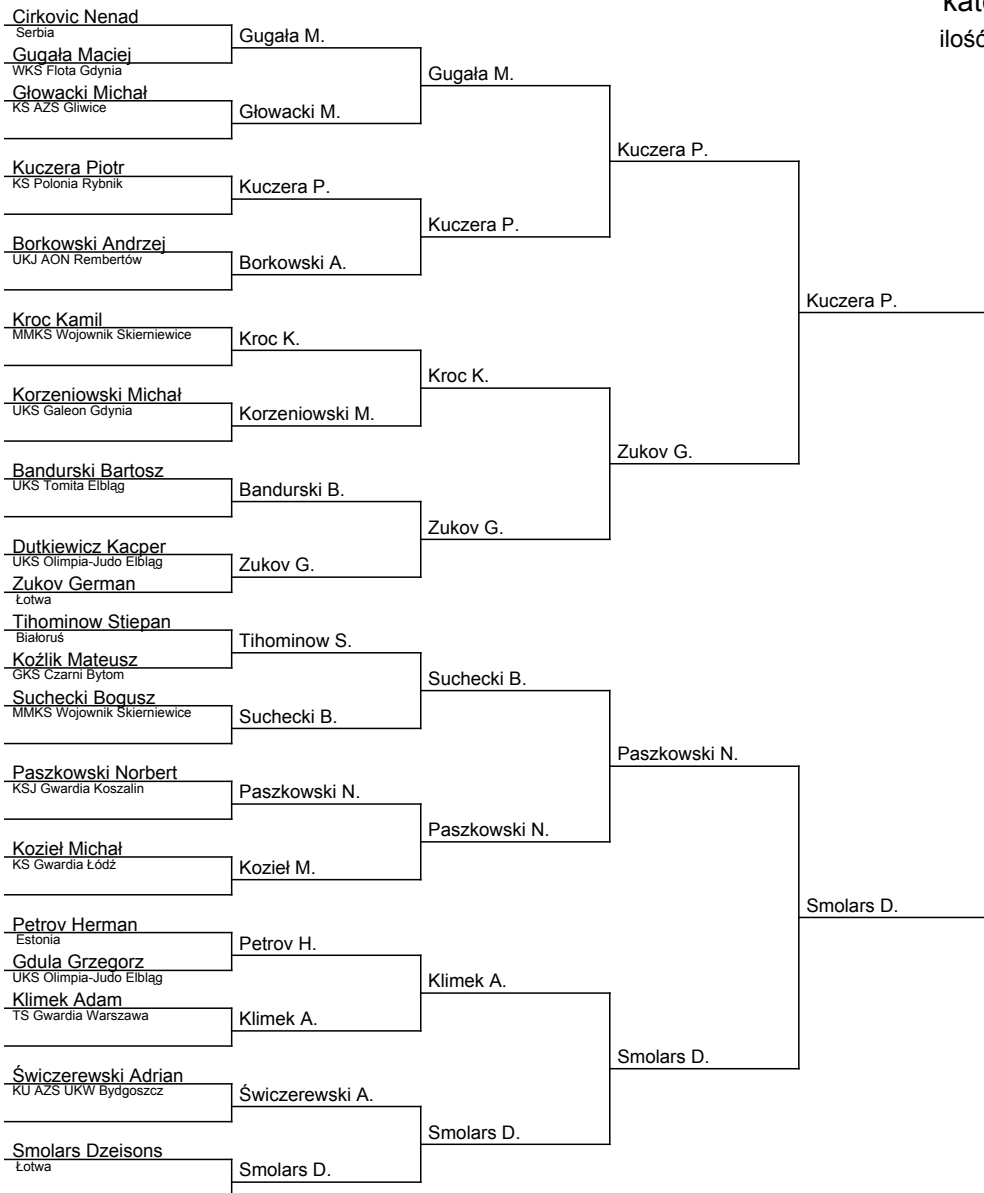 kate
ilość
Cirkovic Nenad
Serbia
Gugała Maciej
WKS Flota Gdynia
Głowacki Michał
KS AZS Gliwice
Kuczera Piotr
KS Polonia Rybnik
Borkowski Andrzej
UKJ AON Rembertów
Kroc Kamil
MMKS Wojownik Skierniewice
Korzeniowski Michał
UKS Galeon Gdynia
Bandurski Bartosz
UKS Tomita Elbląg
Dutkiewicz Kacper
UKS Olimpia-Judo Elbląg
Zukov German
Łotwa
Tihominow Stiepan
Białoruś
Koźlik Mateusz
GKS Czarni Bytom
Suchecki Bogusz
MMKS Wojownik Skierniewice
Paszkowski Norbert
KSJ Gwardia Koszalin
Kozieł Michał
KS Gwardia Łódź
Petrov Herman
Estonia
Gdula Grzegorz
UKS Olimpia-Judo Elbląg
Klimek Adam
TS Gwardia Warszawa
Świczerewski Adrian
KU AZS UKW Bydgoszcz
Smolars Dzeisons
Łotwa
Gugała M.
Głowacki M.
Kuczera P.
Borkowski A.
Kroc K.
Korzeniowski M.
Bandurski B.
Zukov G.
Tihominow S.
Suchecki B.
Paszkowski N.
Kozieł M.
Petrov H.
Klimek A.
Świczerewski A.
Smolars D.
Gugała M.
Kuczera P.
Kroc K.
Zukov G.
Suchecki B.
Paszkowski N.
Klimek A.
Smolars D.
Kuczera P.
Zukov G.
Paszkowski N.
Smolars D.
Kuczera P.
Smolars D.